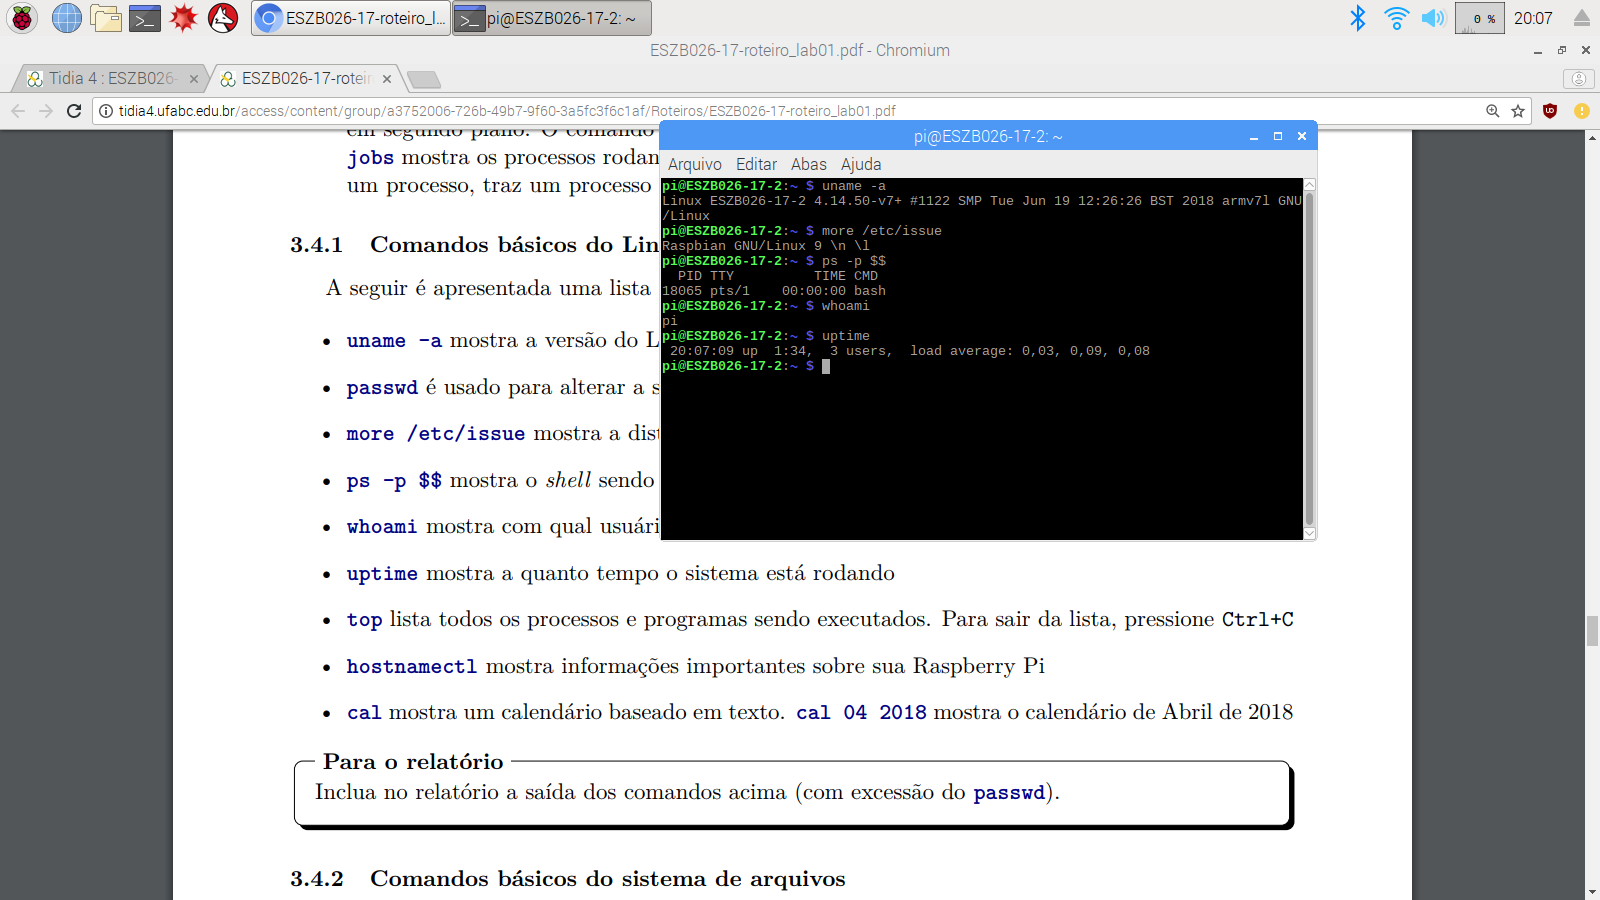 ESZB026-17-roteiro_l...
pi@ESZB026-17-2: ~
0 %
20:07
ESZB026-17-roteiro_lab01.pdf - Chromium
Tidia 4 : ESZB026-
ESZB026-17-roteir
tidia4.ufabc.edu.br/access/content/group/a3752006-726b-49b7-9f60-3a5fc3f6c1af/Roteiros/ESZB026-17-roteiro_lab01.pdf
em segundo plano. O comando
jobs mostra os processos rodan
um processo, traz um processo
3.4.1 Comandos básicos do Lin
A seguir é apresentada uma lista
• uname -a mostra a versão do L
• passwd é usado para alterar a s
• more /etc/issue mostra a dist
• ps -p $$ mostra o shell sendo
• whoami mostra com qual usuári
• uptime mostra a quanto tempo o sistema está rodando
• top lista todos os processos e programas sendo executados. Para sair da lista, pressione Ctrl+C
• hostnamectl mostra informações importantes sobre sua Raspberry Pi
• cal mostra um calendário baseado em texto. cal 04 2018 mostra o calendário de Abril de 2018
Para o relatório
Inclua no relatório a saída dos comandos acima (com excessão do passwd).
3.4.2 Comandos básicos do sistema de arquivos
pi@ESZB026-17-2: ~
Arquivo Editar Abas Ajuda
pi@ESZB026-17-2:~ $ uname -a
Linux ESZB026-17-2 4.14.50-v7+ #1122 SMP Tue Jun 19 12:26:26 BST 2018 armv7l GNU
/Linux
pi@ESZB026-17-2:~ $ more /etc/issue
Raspbian GNU/Linux 9 \n \l
pi@ESZB026-17-2:~ $ ps -p $$
PID TTY TIME CMD
18065 pts/1 00:00:00 bash
pi@ESZB026-17-2:~ $ whoami
pi
pi@ESZB026-17-2:~ $ uptime
20:07:09 up 1:34, 3 users, load average: 0,03, 0,09, 0,08
pi@ESZB026-17-2:~ $